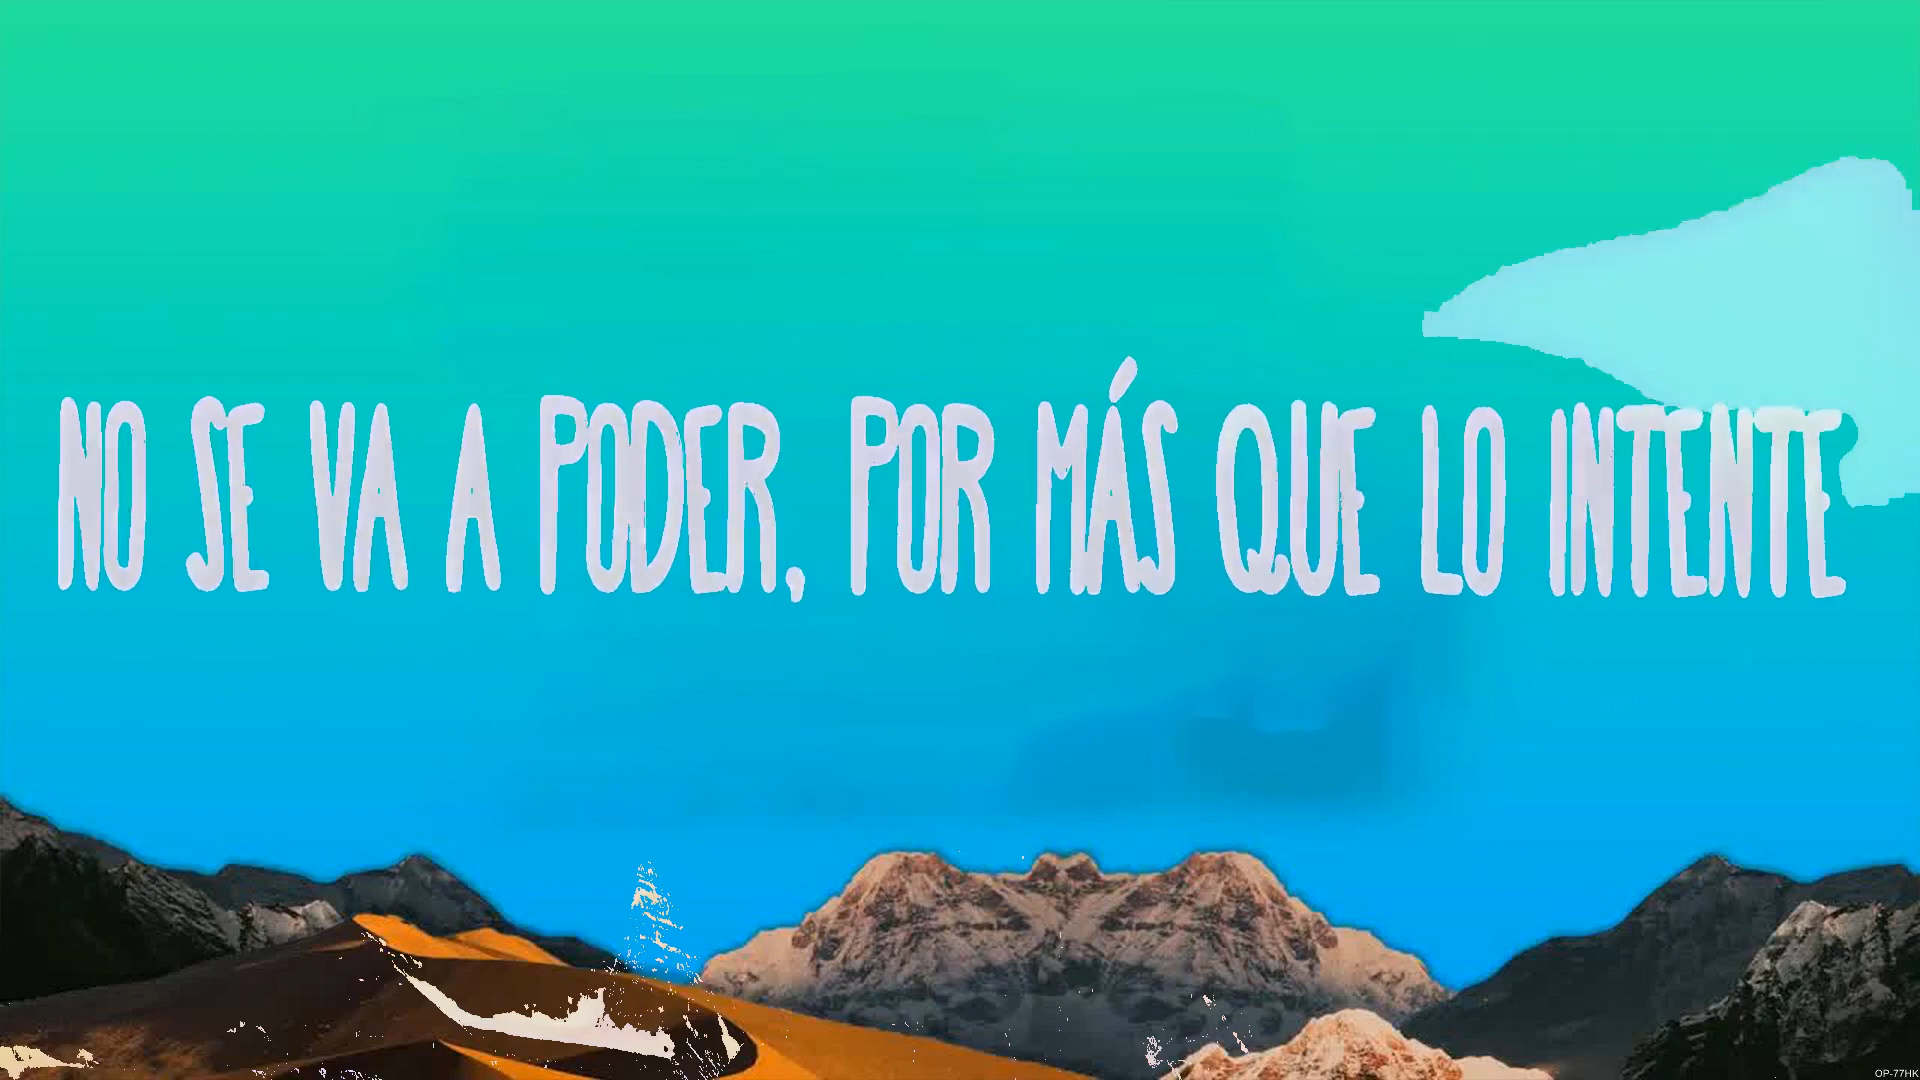 NO SE VA A PODER, POR MÁS QUE LO INTENTE
OP-77HK